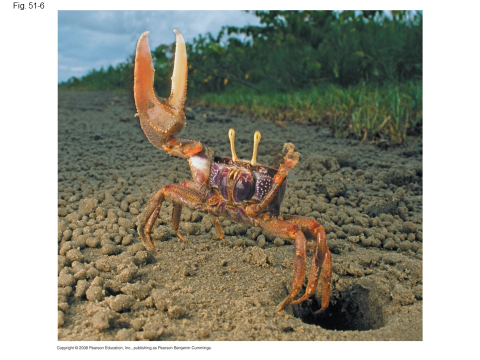 Fig. 51-6
Copyright © 2008 Pearson Education, Inc., publishing as Pearson Benjamin Cummings.